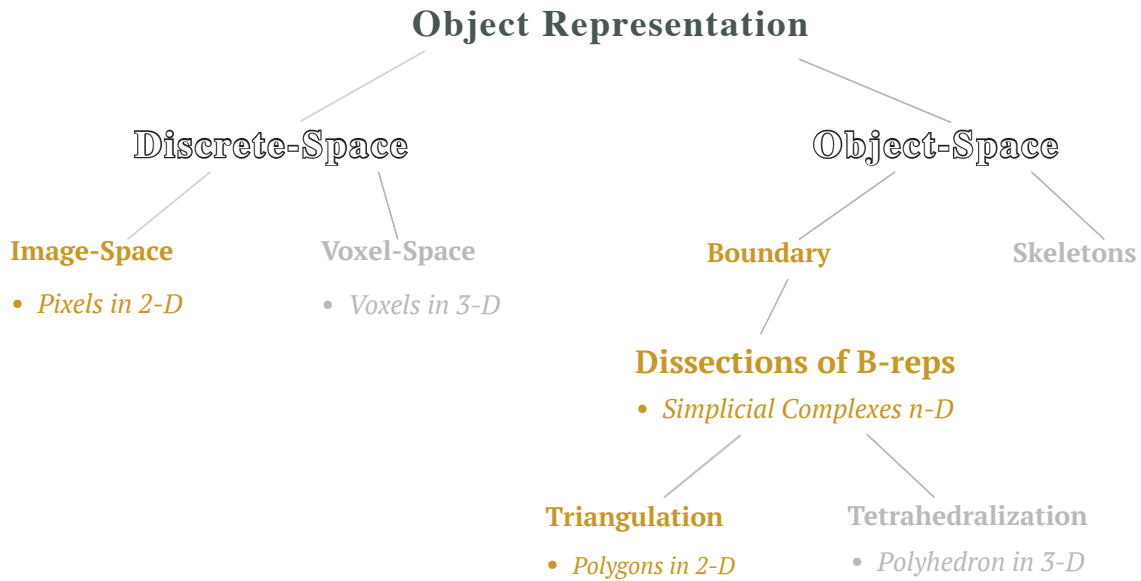 Object Representation
Discrete-Space
Object-Space
Image-Space
Voxel-Space
Boundary
Skeletons
• Pixels in 2-D
• Voxels in 3-D
Dissections of B-reps
• Simplicial Complexes n-D
Triangulation
Tetrahedralization
• Polygons in 2-D
• Polyhedron in 3-D